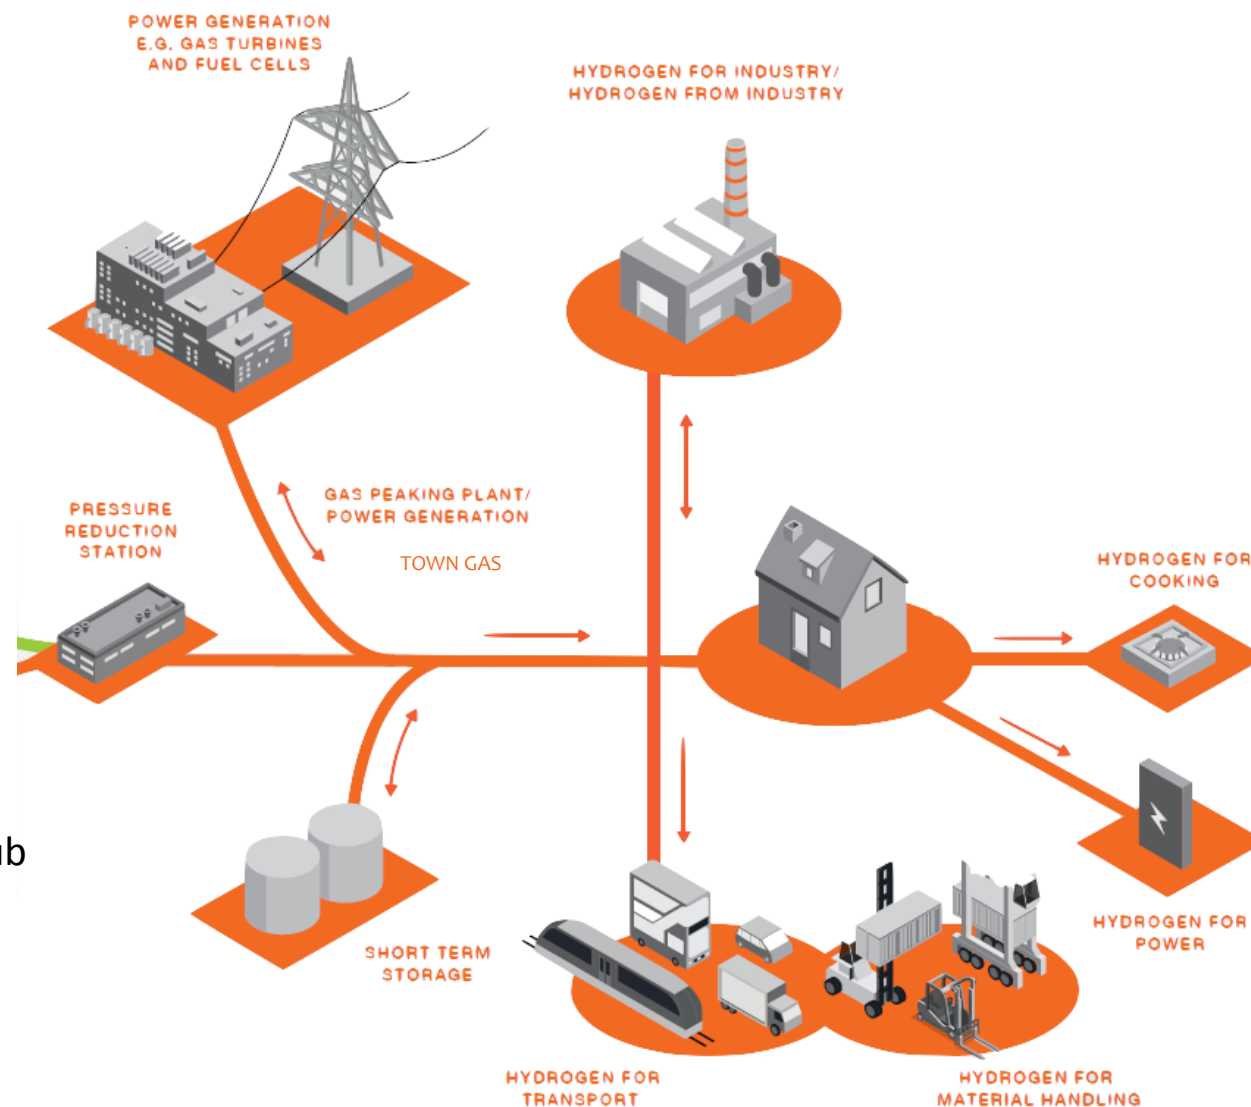 POWER GENERATION
E.G. GAS TURBINES
AND FUEL CELLS
HYDROGEN FOR INDUSTRY/
HYDROGEN FROM INDUSTRY
GAS PEAKING PLANT/
POWER GENERATION
TOWN GAS
PRESSURE
REDUCTION
STATION
HYDROGEN FOR
COOKING
ub
HYDROGEN FOR
POWER
SHORT TERM
STORAGE
HYDROGEN FOR
TRANSPORT
HYDROGEN FOR
MATERIAL HANDLING